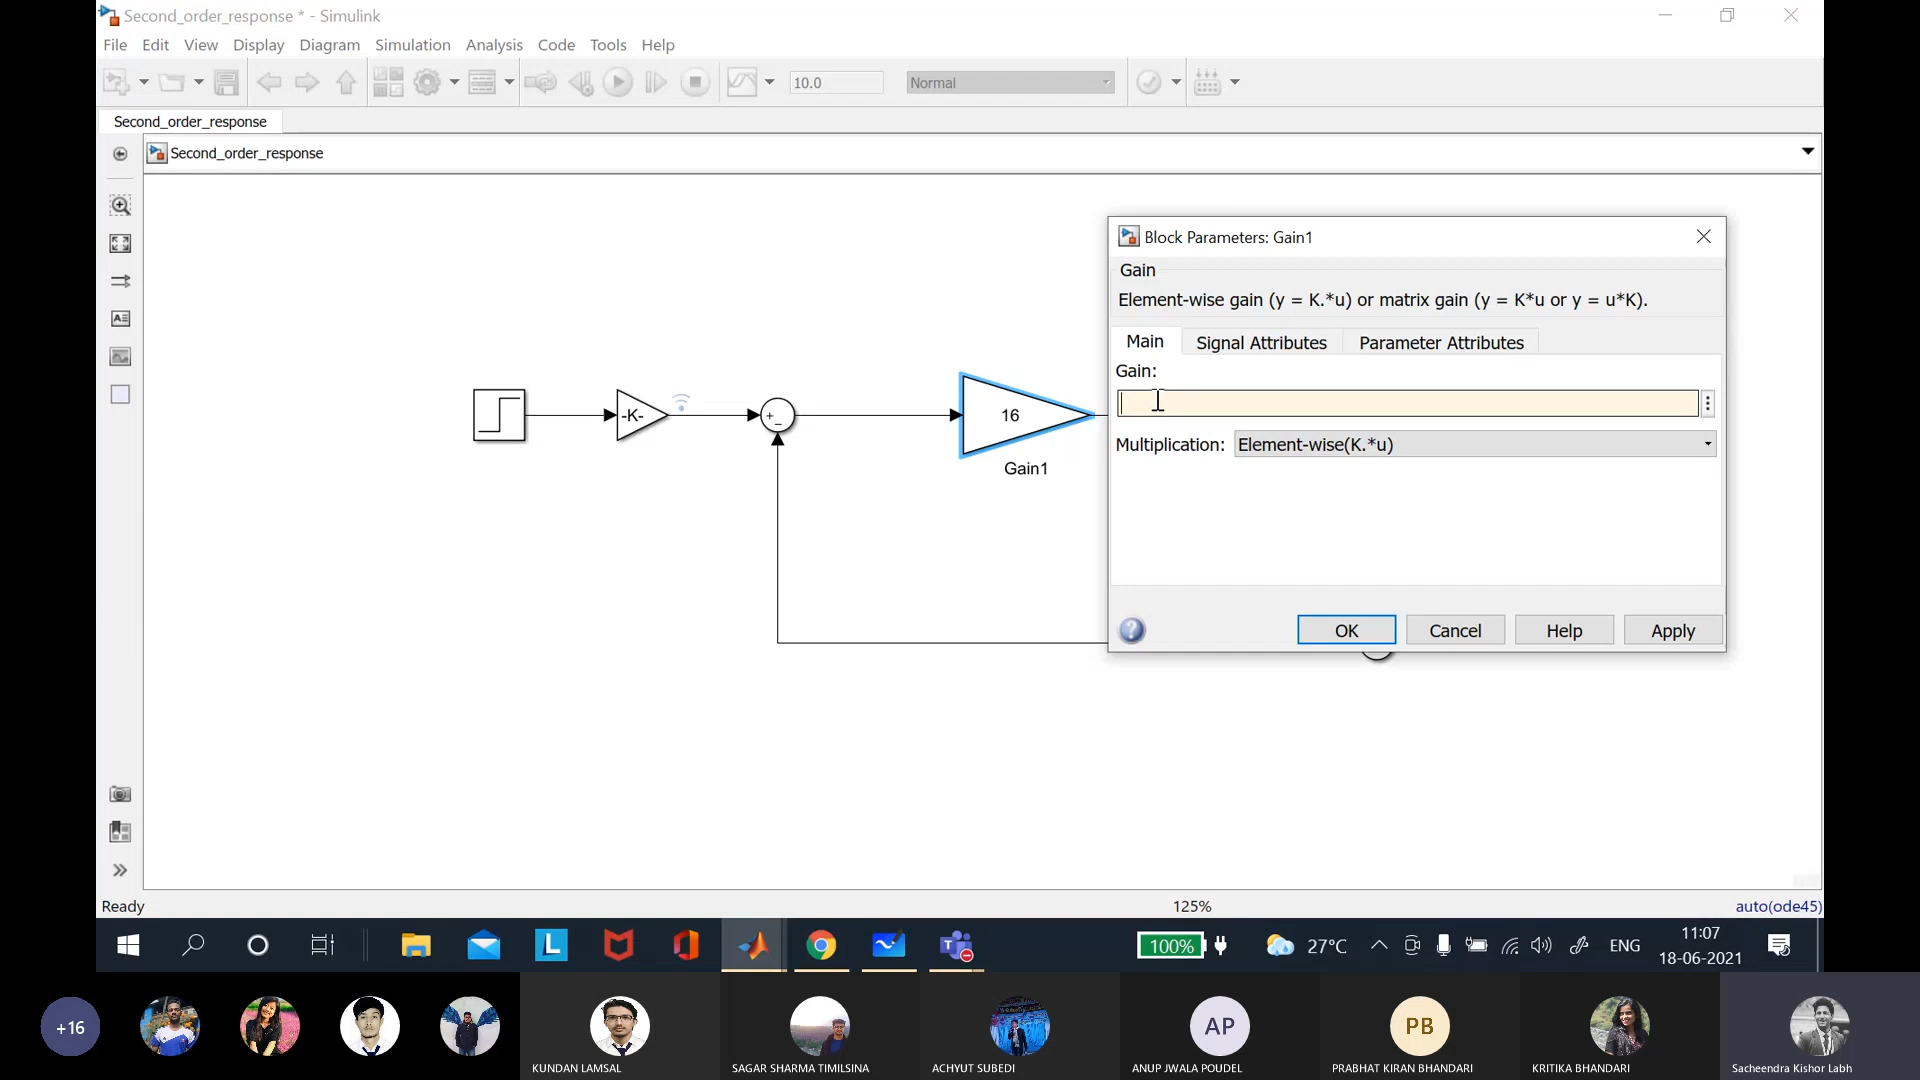 Second_order_response * - Simulink
File Edit View Display Diagram Simulation Analysis Code Tools Help
10.0 Normal
Second_order_response
Second_order_response
Block Parameters: Gain1
Gain
Element-wise gain (y = K.*u) or matrix gain (y = K*u or y = u*K).
Main Signal Attributes Parameter Attributes
Gain:
Multiplication: Element-wise(K.*u)
OK Cancel Help Apply
-K-
+
-
16
Gain1
Ready 125% auto(ode45)
100% 27°C ENG 11:07
18-06-2021
+16
AP PB
KUNDAN LAMSAL SAGAR SHARMA TIMILSINA ACHYUT SUBEDI ANUP JWALA POUDEL PRABHAT KIRAN BHANDARI KRITIKA BHANDARI Sacheendra Kishor Labh